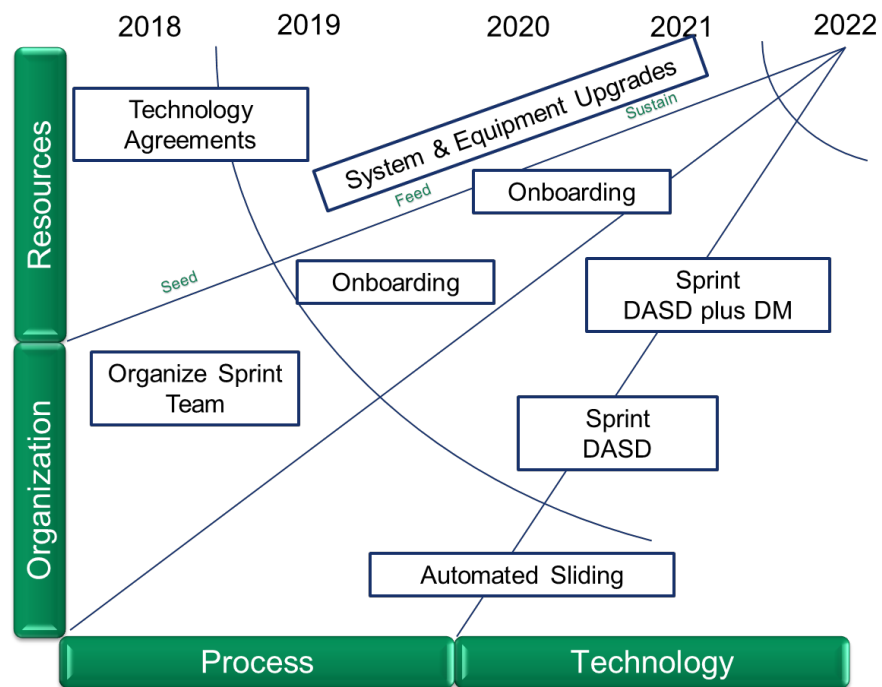 2018
2019
2020
2021
2022
Resources
Technology
Agreements
System & Equipment Upgrades
Seed
Feed
Sustain
Onboarding
Onboarding
Sprint
DASD plus DM
Organization
Organize Sprint
Team
Sprint
DASD
Automated Sliding
Process
Technology